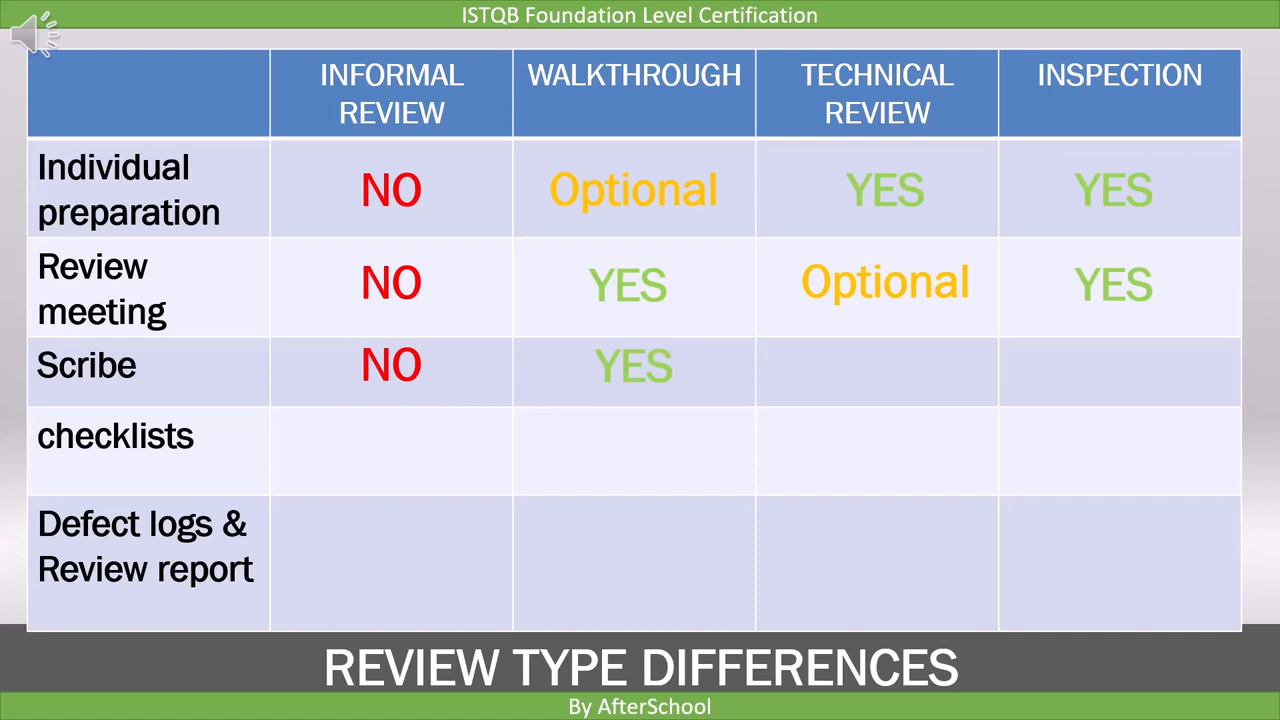 ISTQB Foundation Level Certification
INFORMAL REVIEW
WALKTHROUGH
TECHNICAL REVIEW
INSPECTION
Individual preparation
NO
Optional
YES
YES
Review meeting
NO
YES
Optional
YES
Scribe
NO
YES
checklists
Defect logs &
Review report
REVIEW TYPE DIFFERENCES
By AfterSchool